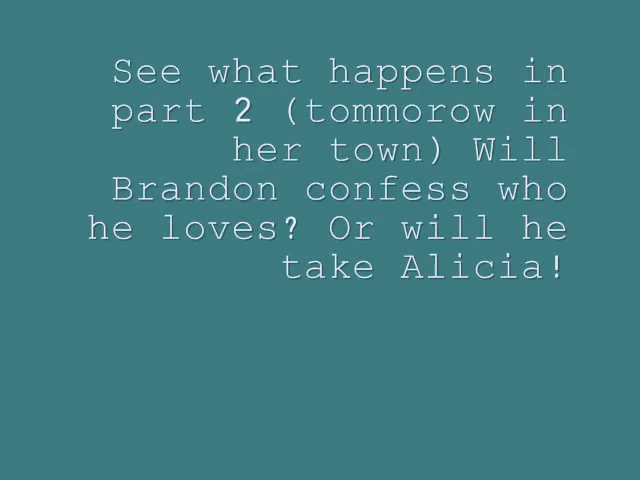 See what happens in
part 2 (tommorow in
her town) Will
Brandon confess who
he loves? Or will he
take Alicia!